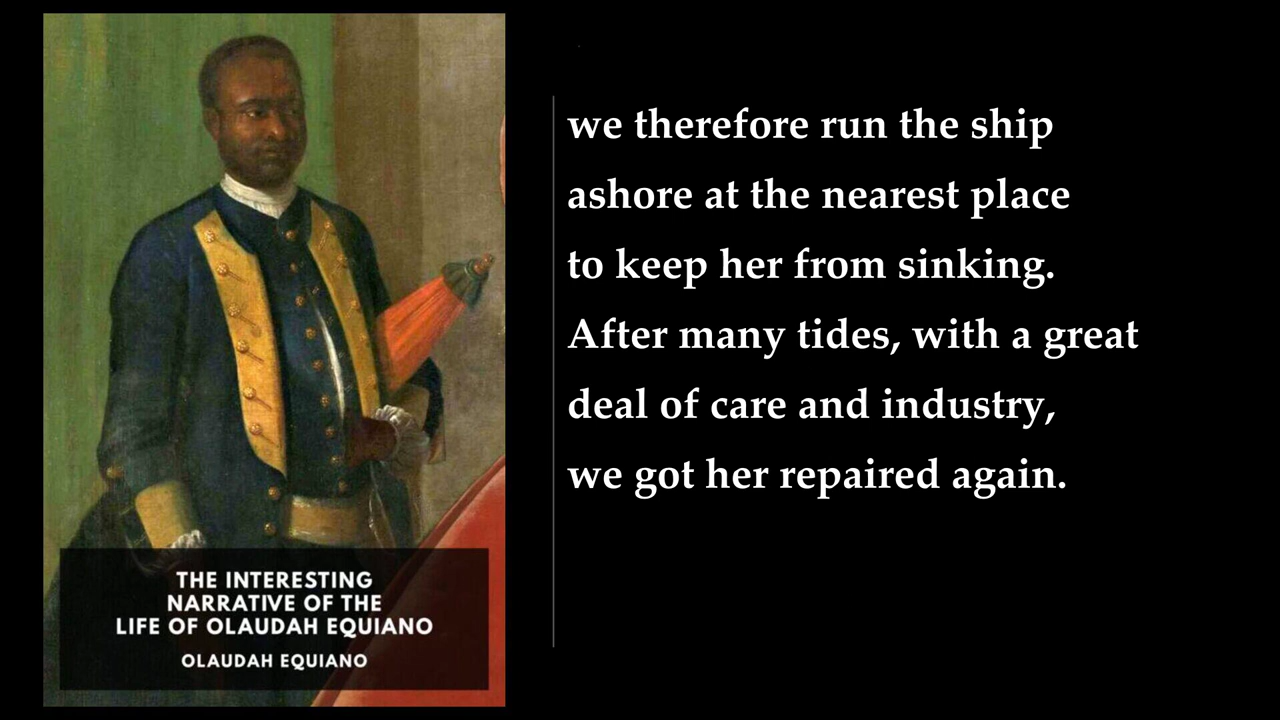 we therefore run the ship
ashore at the nearest place
to keep her from sinking.
After many tides, with a great
deal of care and industry,
we got her repaired again.
THE INTERESTING
NARRATIVE OF THE
LIFE OF OLAUDAH EQUIANO
OLAUDAH EQUIANO